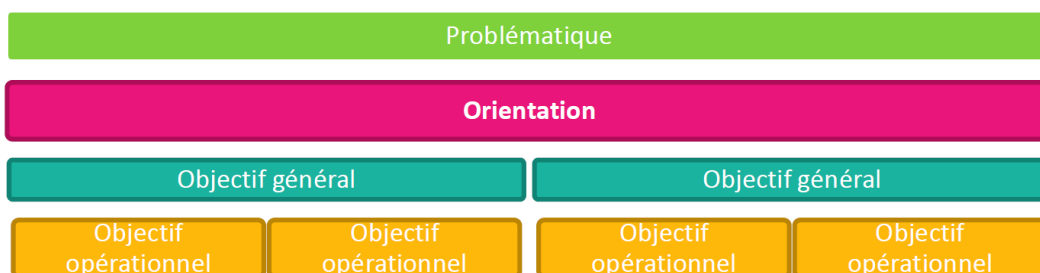 Problématique
Orientation
Objectif général
Objectif général
Objectif
opérationnel
Objectif
opérationnel
Objectif
opérationnel
Objectif
opérationnel